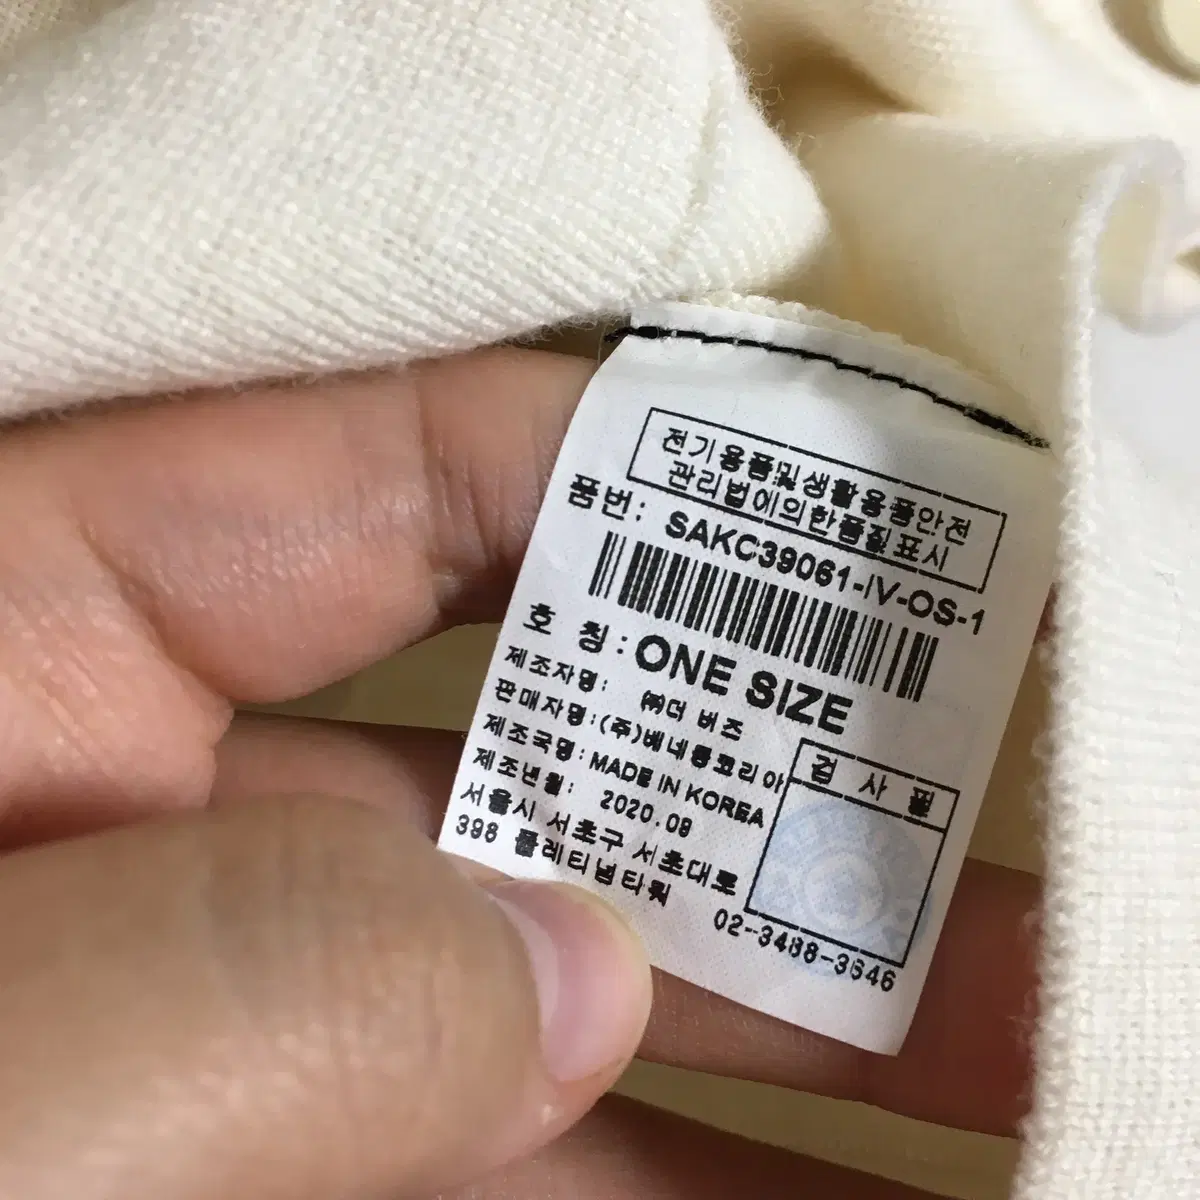 전기용품및생활용품안전
관리법에의한품질표시
품번: SAKC39061-IV-OS-1
호 칭: ONE SIZE
제조자명: ㈜더 버즈
판매자명:(주)베네통코리아
제조국명: MADE IN KOREA
제조년월: 2020.09
서울시 서초구 서초대로
398 플래티넘타워
02-3488-3646
검 사 필